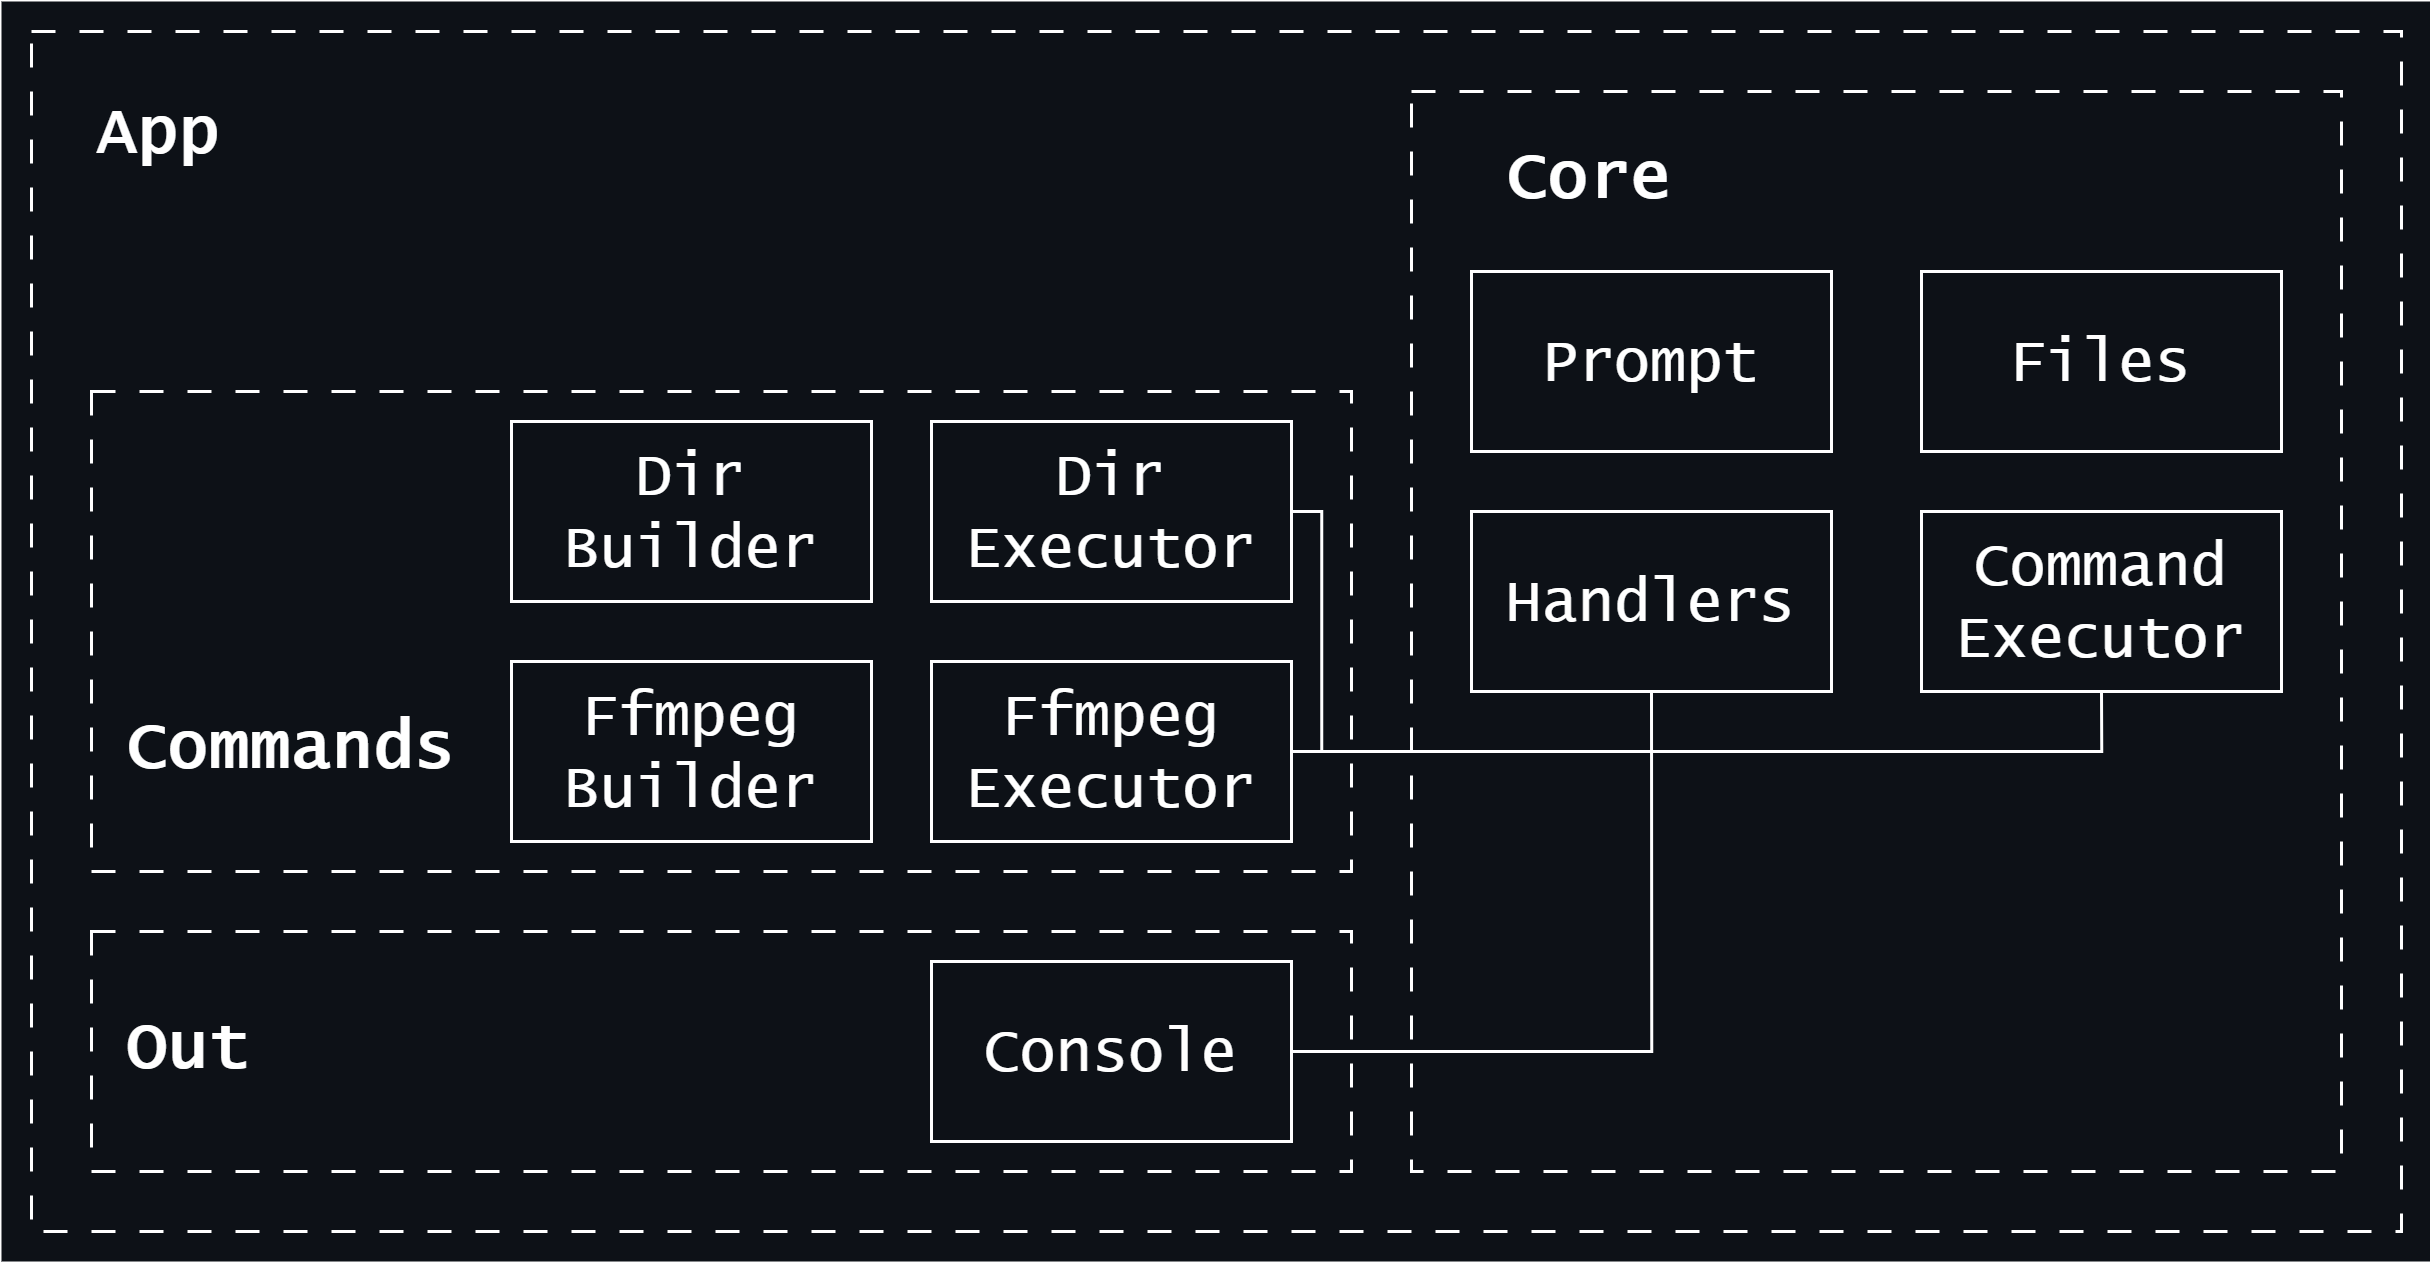 App
Core
Prompt
Files
Dir
Builder
Dir
Executor
Handlers
Command
Executor
Commands
Ffmpeg
Builder
Ffmpeg
Executor
Out
Console